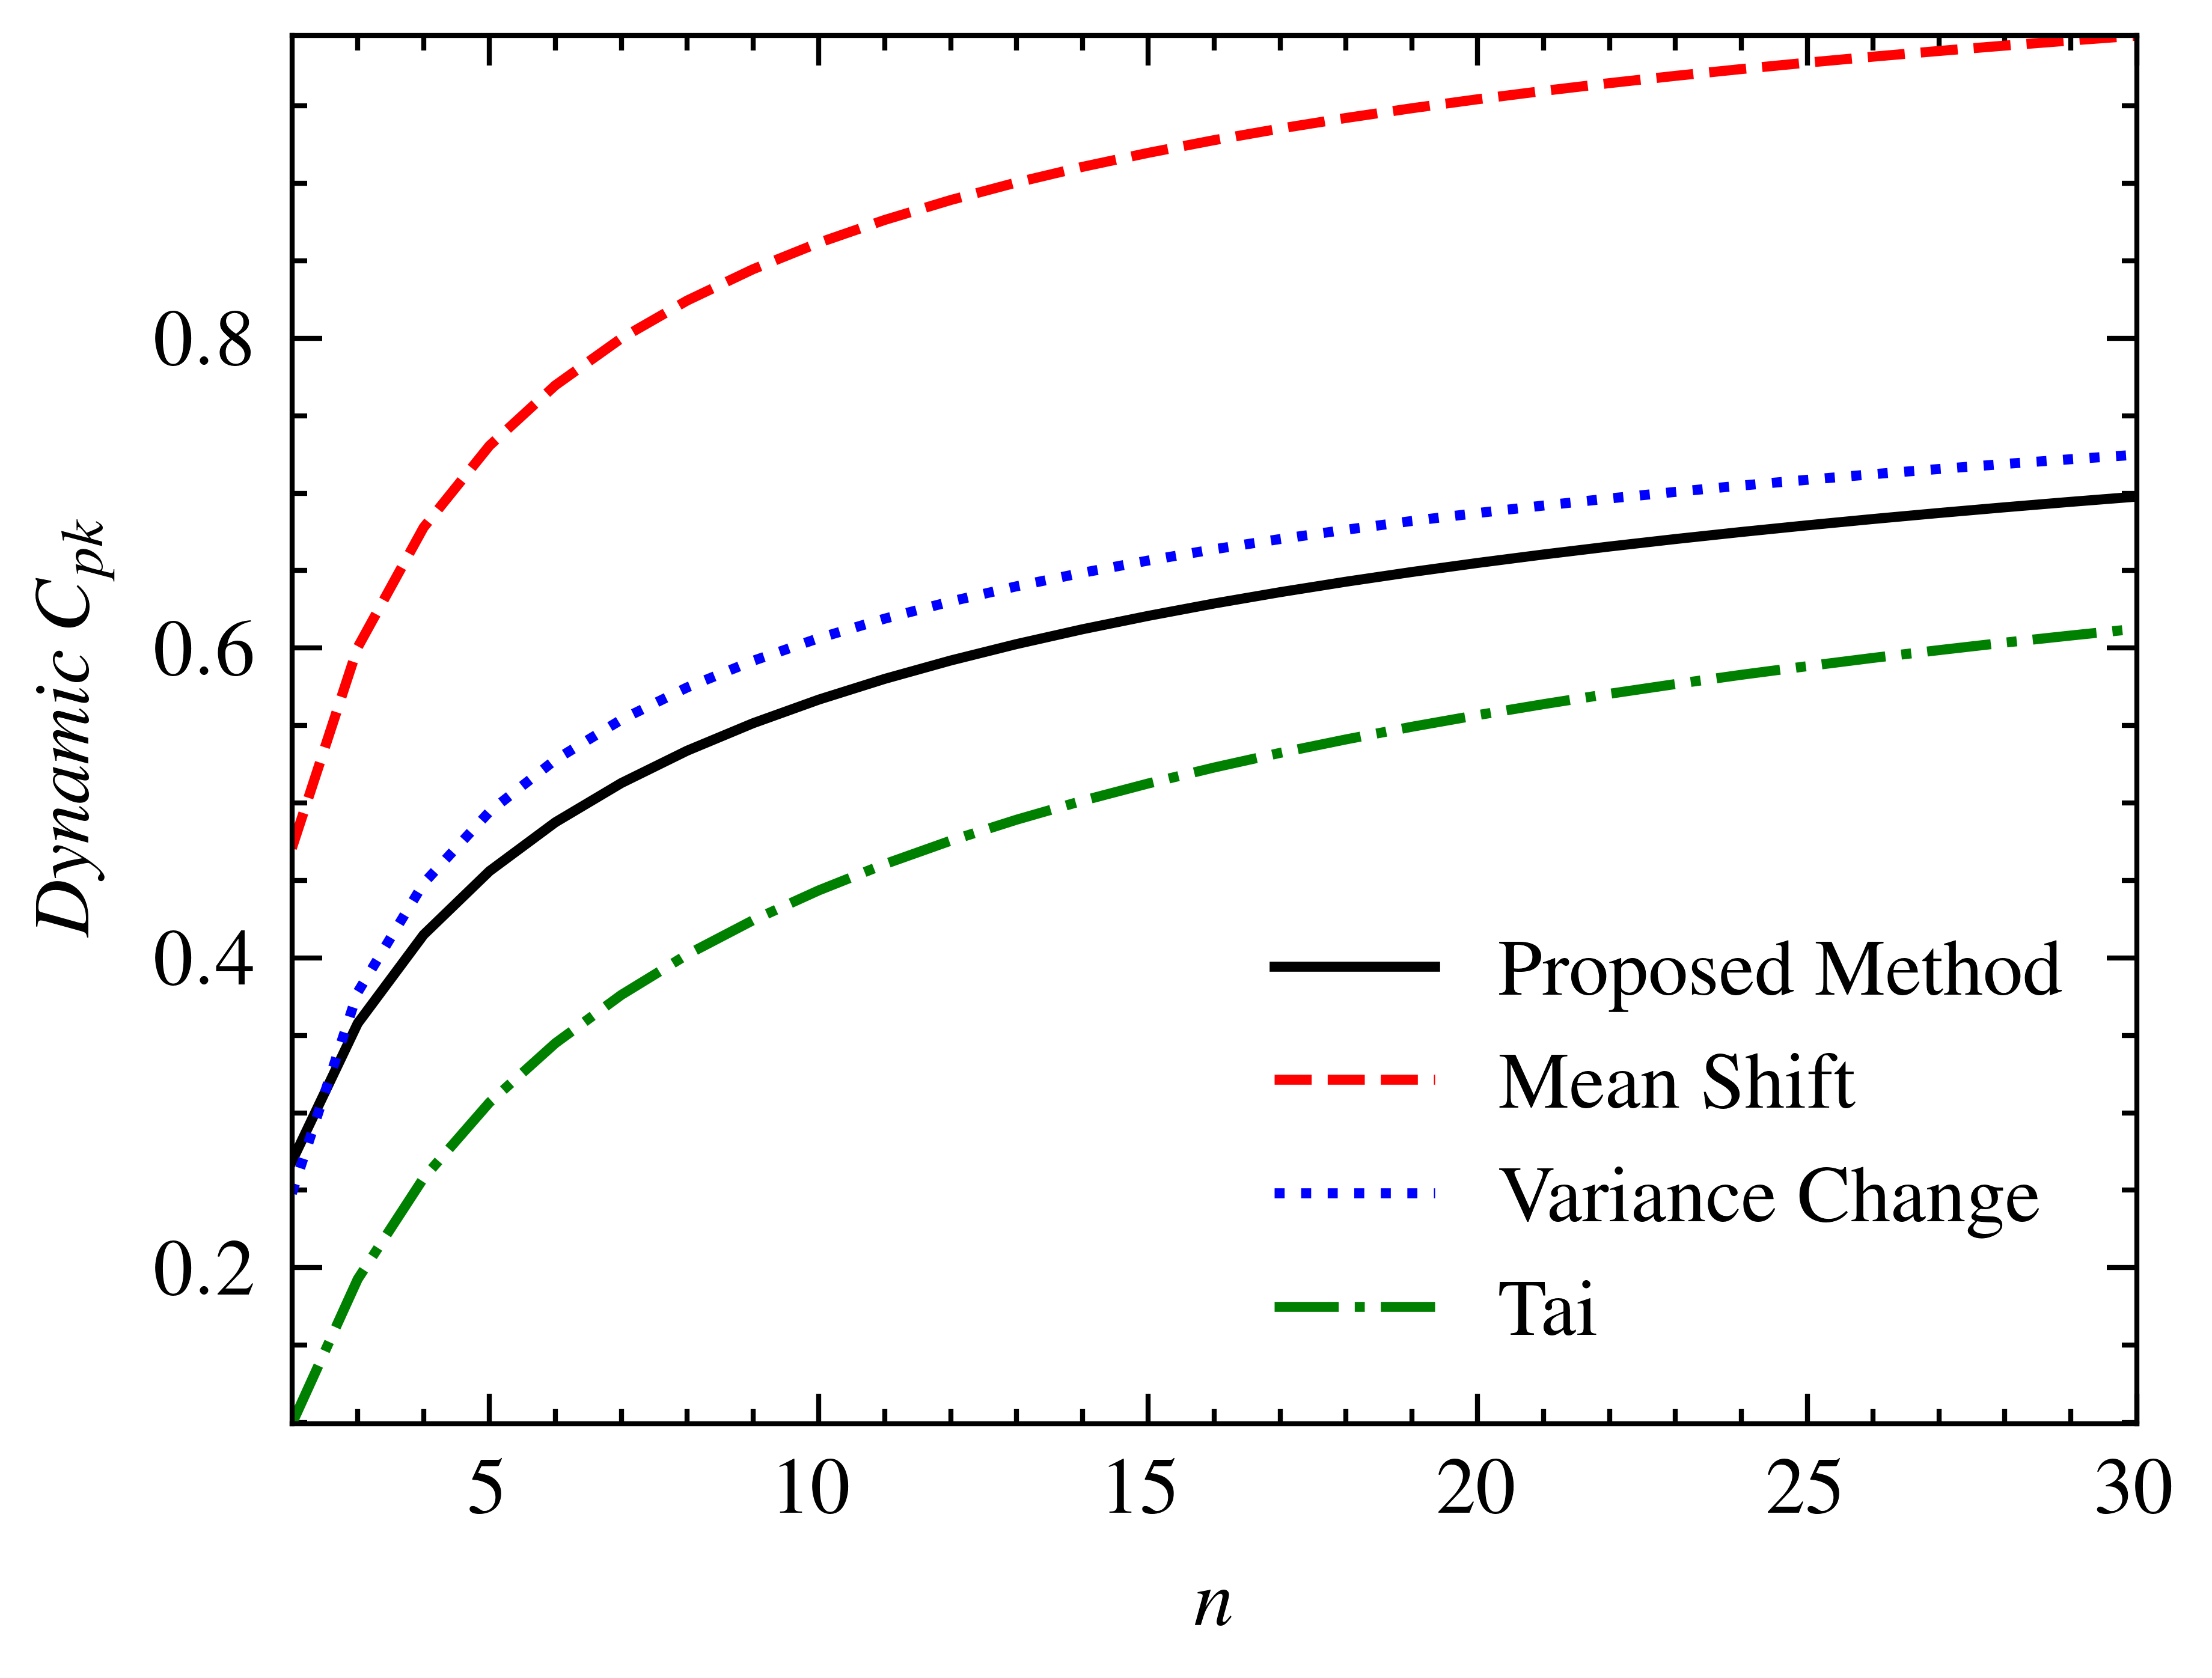 Dynamic Cpk
0.8
0.6
0.4
0.2
Proposed Method
Mean Shift
Variance Change
Tai
5 10 15 20 25 30
n